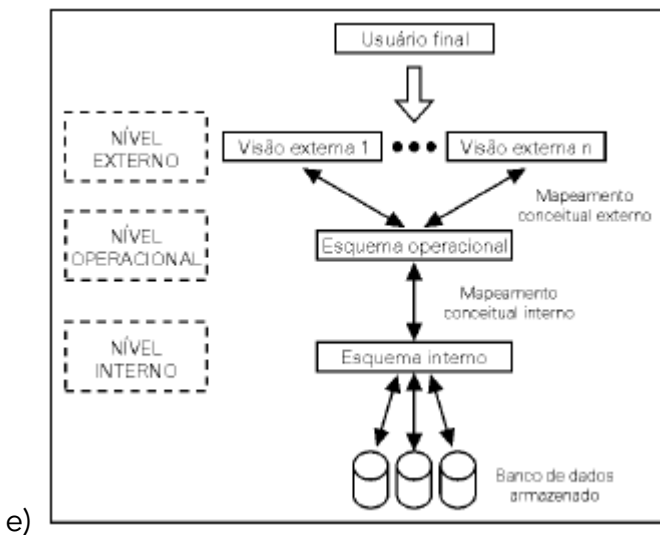 Usuário final
NÍVEL
EXTERNO
Visão externa 1
Visão externa n
Mapeamento
conceitual externo
NÍVEL
OPERACIONAL
Esquema operacional
Mapeamento
conceitual interno
NÍVEL
INTERNO
Esquema interno
Banco de dados
armazenado
e)